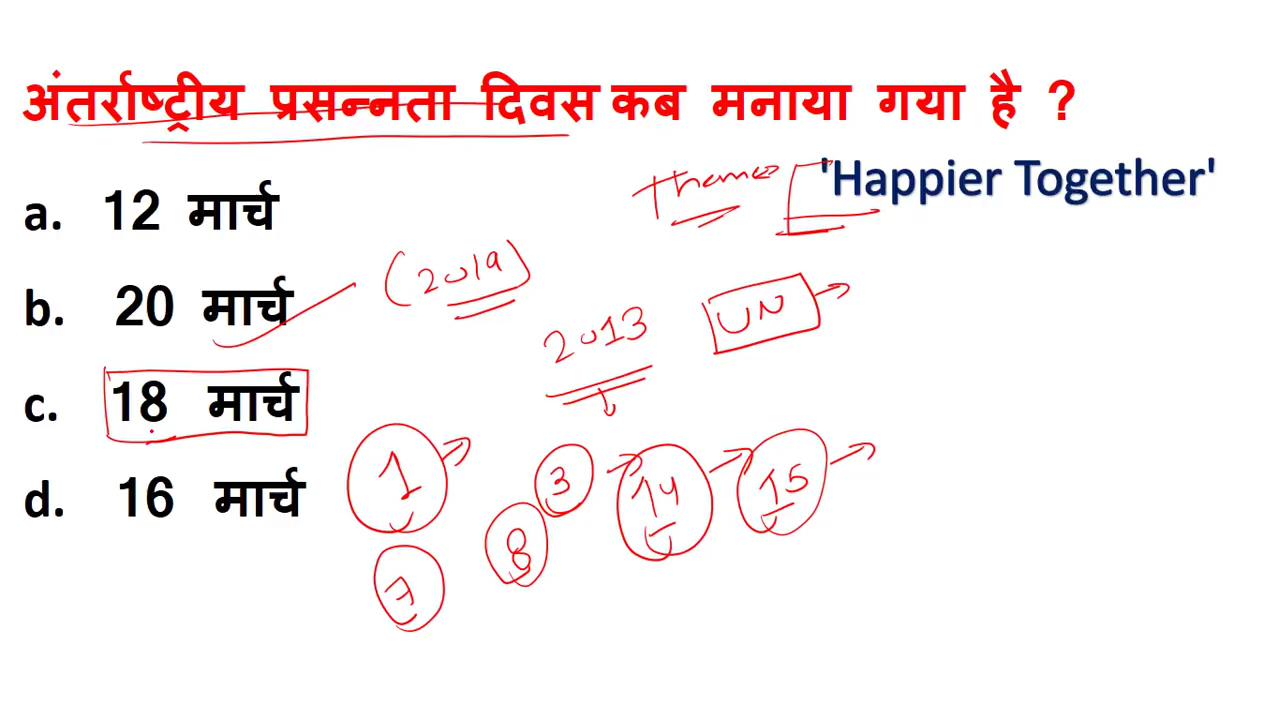 अंतर्राष्ट्रीय प्रसन्नता दिवस कब मनाया गया है ?
Theme 'Happier Together'
a. 12 मार्च
b. 20 मार्च (2019)
2013 UN
c. 18 मार्च
d. 16 मार्च
1 3 14 15
7 8